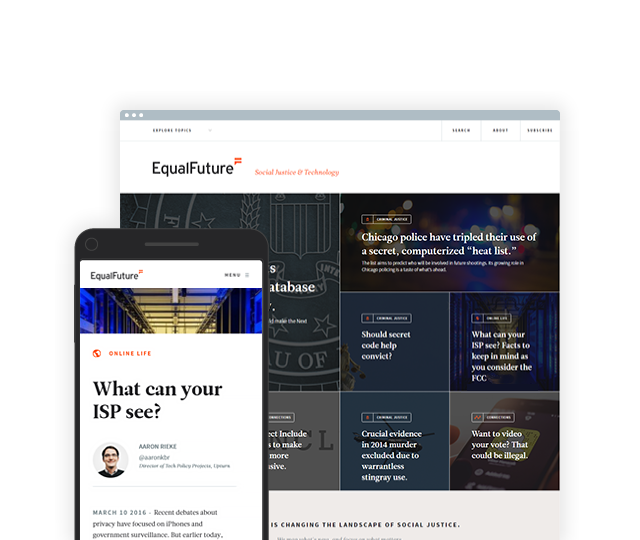 EXPLORE TOPICS
SEARCH
ABOUT
SUBSCRIBE
EqualFuture
Social Justice & Technology
CRIMINAL JUSTICE
Chicago police have tripled their use of
a secret, computerized “heat list.”
The list aims to predict who will be involved in future shootings. Its growing role in
Chicago policing is a taste of what's ahead.
atabase
make the Next
AU OF
CRIMINAL JUSTICE
Should secret
code help
convict?
ONLINE LIFE
What can your
ISP see? Facts to
keep in mind as
you consider the
FCC
CONNECTIONS
ect Include
s to make
more
usive.
CRIMINAL JUSTICE
Crucial evidence
in 2014 murder
excluded due to
warrantless
stingray use.
CONNECTIONS
Want to video
your vote? That
could be illegal.
IS CHANGING THE LANDSCAPE OF SOCIAL JUSTICE.
EqualFuture
MENU
ONLINE LIFE
What can your
ISP see?
AARON RIEKE
@aaronkbr
Director of Tech Policy Projects, Upturn
MARCH 10 2016 – Recent debates about
privacy have focused on iPhones and
government surveillance. But earlier today,